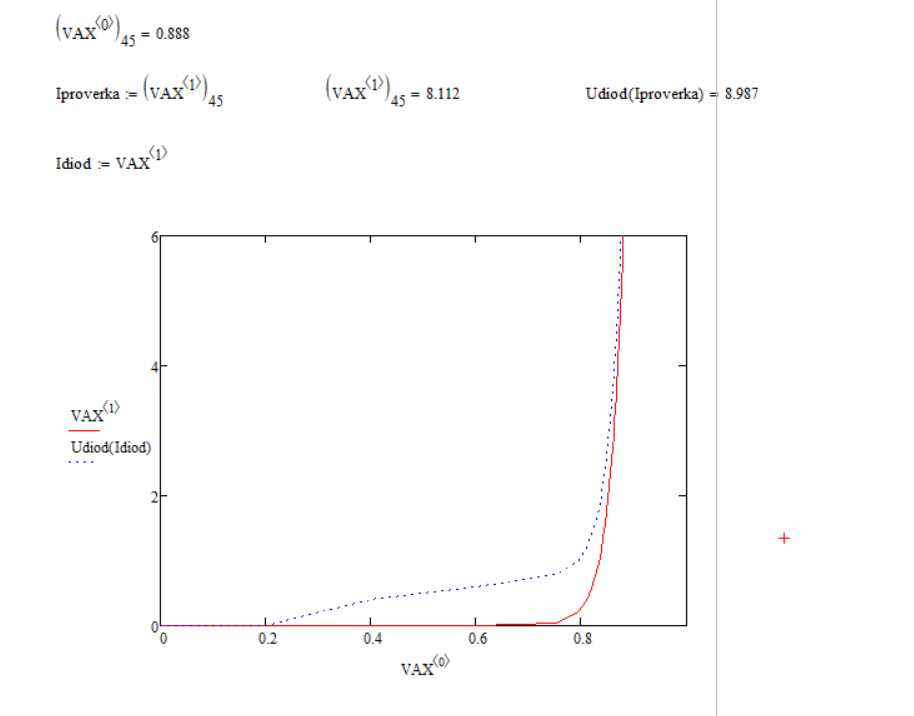 (VAX⟨0⟩)45 = 0.888
Iproverka := (VAX⟨1⟩)45 (VAX⟨1⟩)45 = 8.112 Udiod(Iproverka) = 8.987
Idiod := VAX⟨1⟩
6
4
VAX⟨1⟩
Udiod(Idiod)
2
0
0 0.2 0.4 0.6 0.8
VAX⟨0⟩